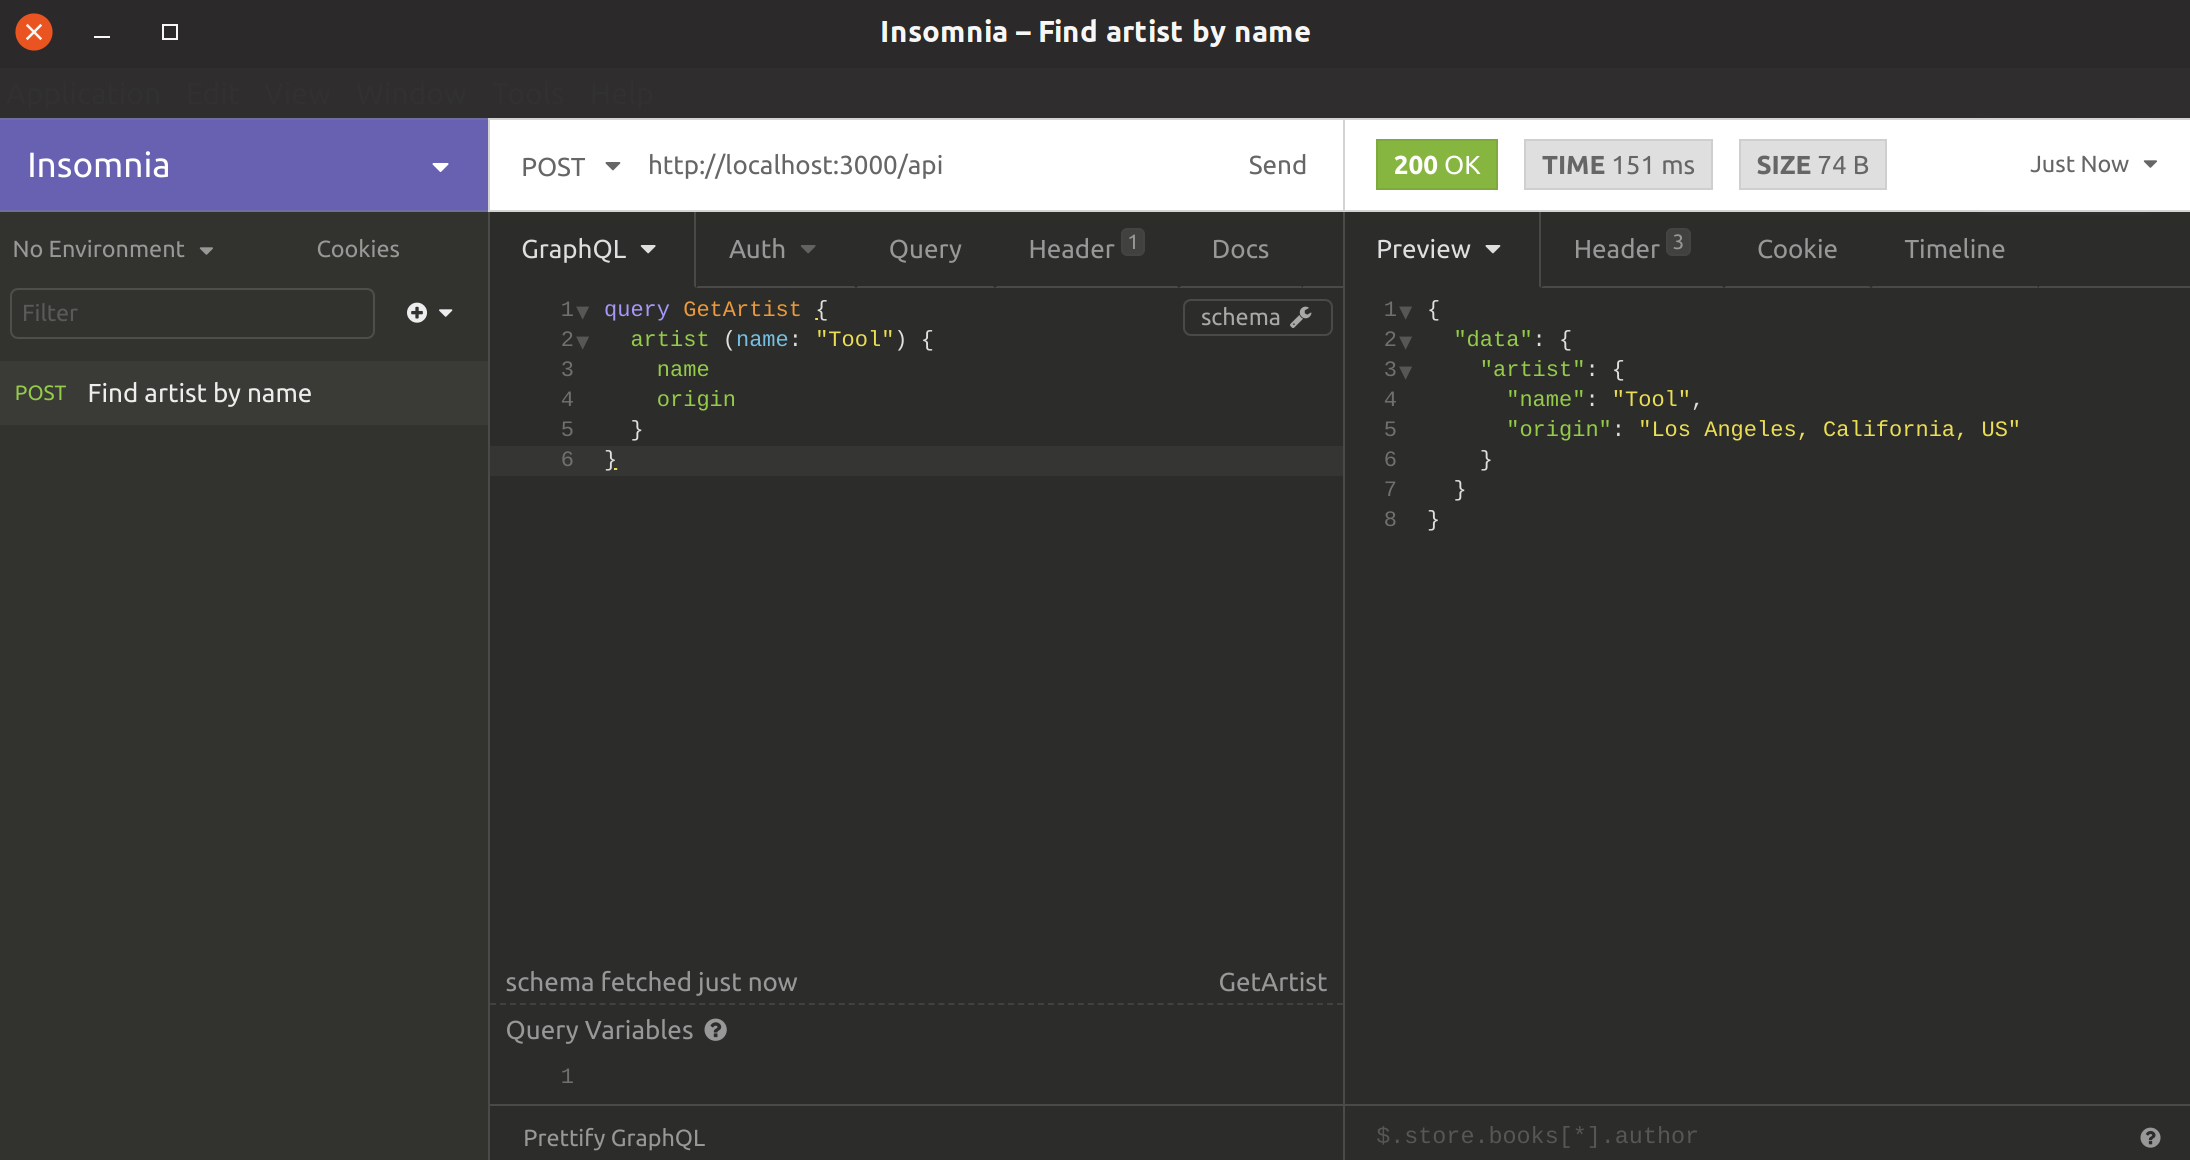 Insomnia – Find artist by name
Application Edit View Window Tools Help
Insomnia
POST http://localhost:3000/api Send
200 OK TIME 151 ms SIZE 74 B Just Now
No Environment Cookies
Filter
POST Find artist by name
GraphQL Auth Query Header 1 Docs
schema
1 query GetArtist {
2 artist (name: "Tool") {
3 name
4 origin
5 }
6 }
schema fetched just now GetArtist
Query Variables ?
1
Prettify GraphQL
Preview Header 3 Cookie Timeline
1 {
2 "data": {
3 "artist": {
4 "name": "Tool",
5 "origin": "Los Angeles, California, US"
6 }
7 }
8 }
$.store.books[*].author ?